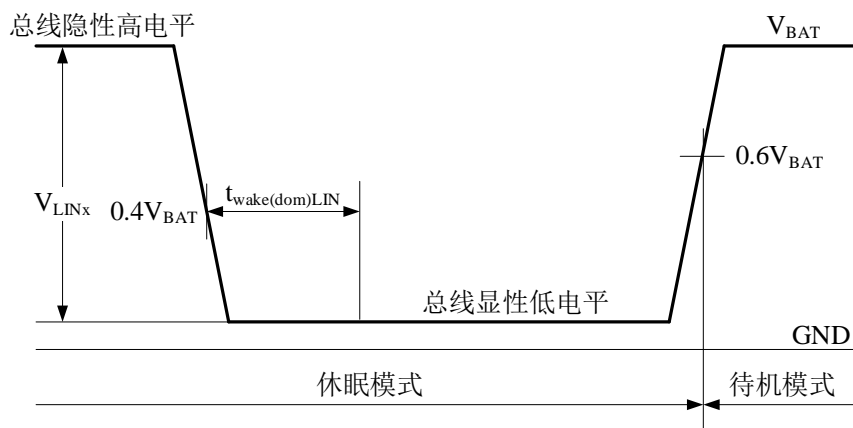 总线隐性高电平
V_BAT
0.6V_BAT
t_wake(dom)LIN
V_LINx
0.4V_BAT
总线显性低电平
GND
休眠模式
待机模式